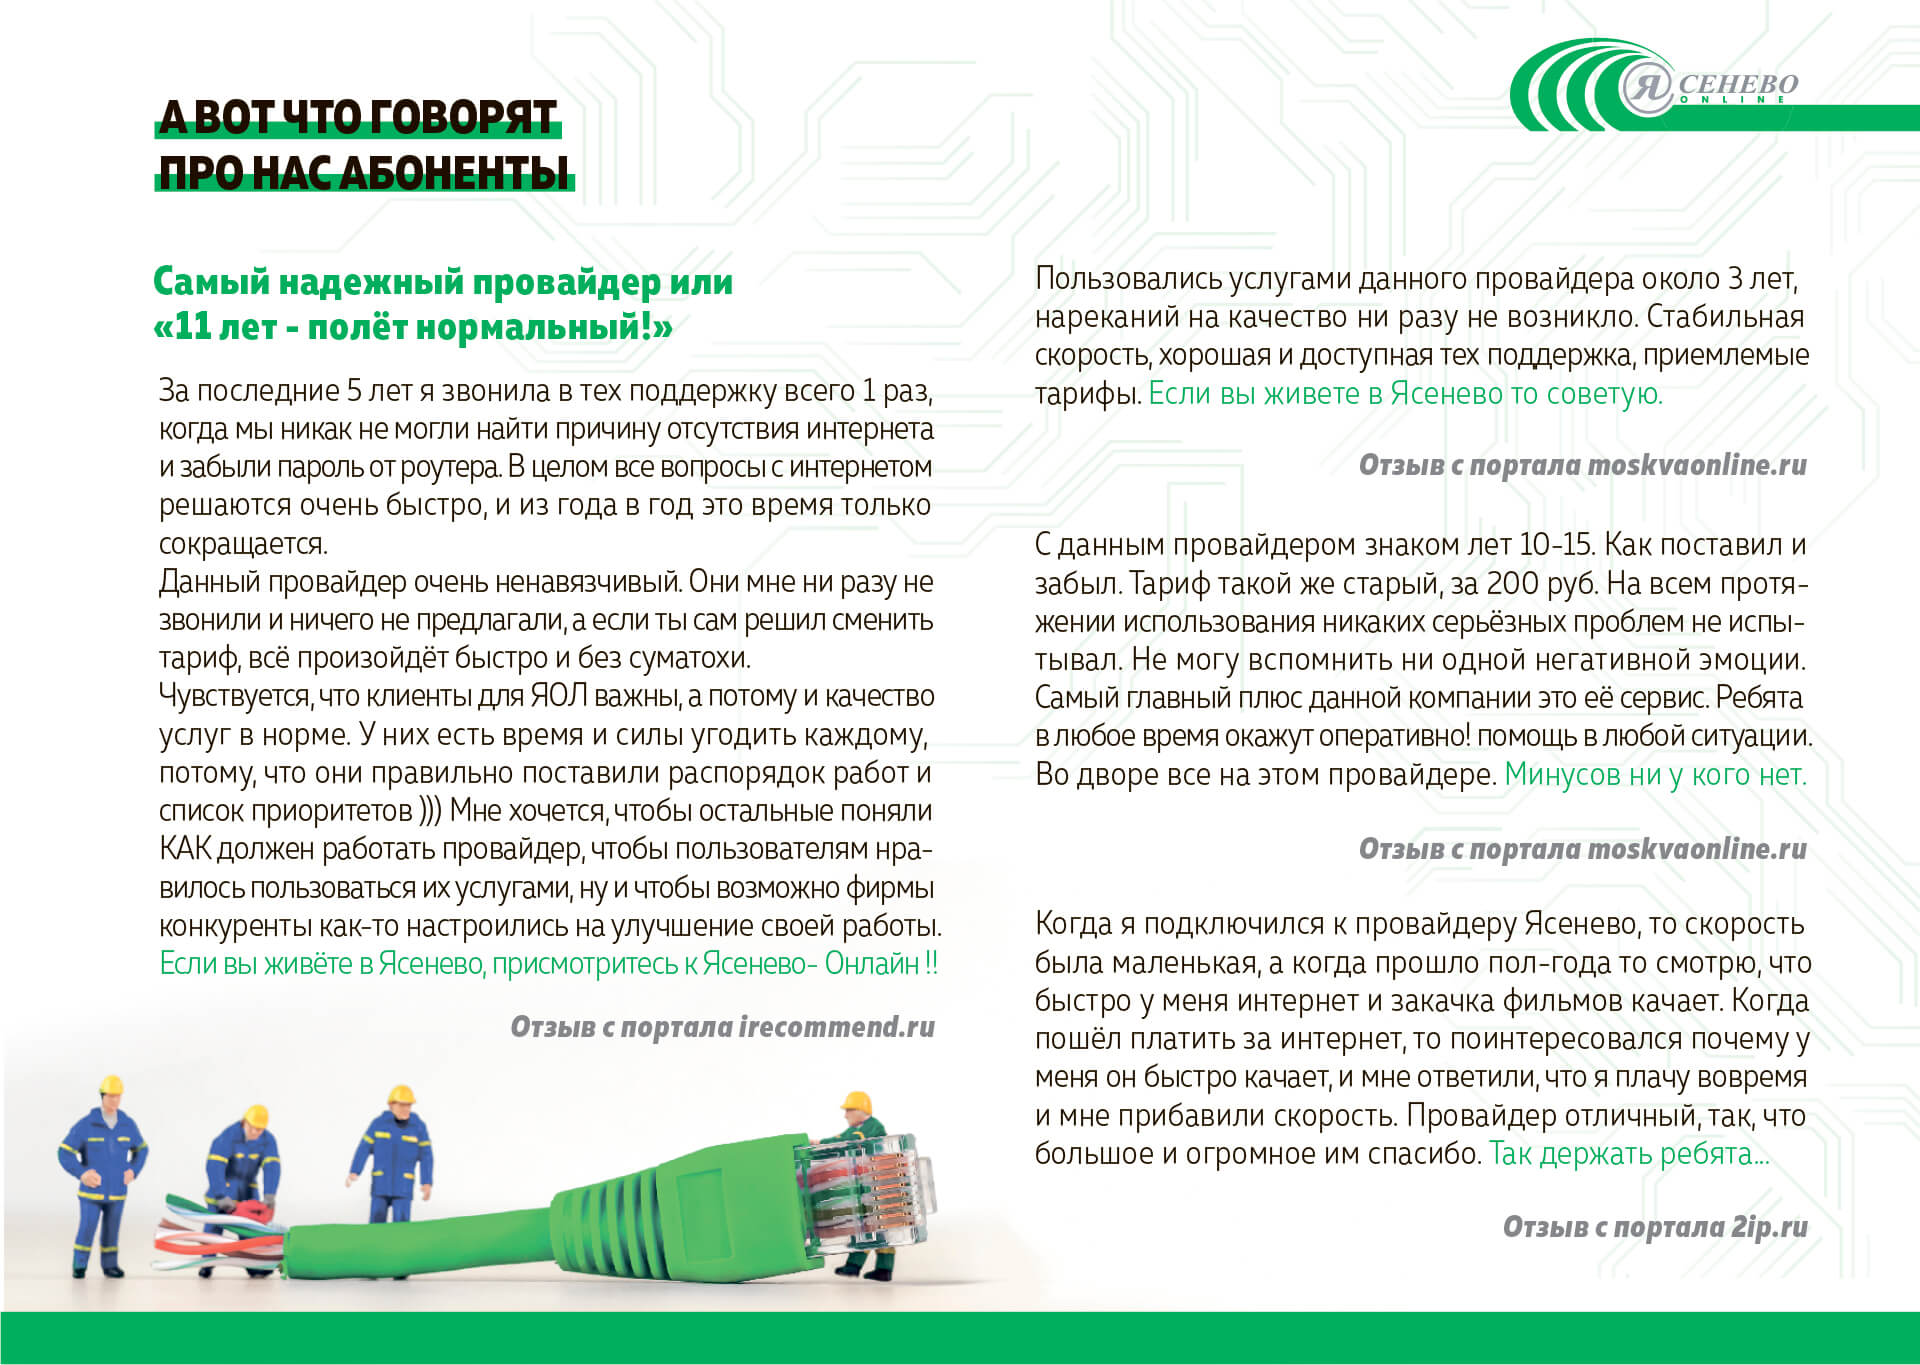 А ВОТ ЧТО ГОВОРЯТ
ПРО НАС АБОНЕНТЫ
ЯСЕНЕВО
ONLINE
Самый надежный провайдер или
«11 лет - полёт нормальный!»
За последние 5 лет я звонила в тех поддержку всего 1 раз,
когда мы никак не могли найти причину отсутствия интернета
и забыли пароль от роутера. В целом все вопросы с интернетом
решаются очень быстро, и из года в год это время только
сокращается.
Данный провайдер очень ненавязчивый. Они мне ни разу не
звонили и ничего не предлагали, а если ты сам решил сменить
тариф, всё произойдёт быстро и без суматохи.
Чувствуется, что клиенты для ЯОЛ важны, а потому и качество
услуг в норме. У них есть время и силы угодить каждому,
потому, что они правильно поставили распорядок работ и
список приоритетов ))) Мне хочется, чтобы остальные поняли
КАК должен работать провайдер, чтобы пользователям нра-
вилось пользоваться их услугами, ну и чтобы возможно фирмы
конкуренты как-то настроились на улучшение своей работы.
Если вы живёте в Ясенево, присмотритесь к Ясенево- Онлайн !!
Отзыв с портала irecommend.ru
Пользовались услугами данного провайдера около 3 лет,
нареканий на качество ни разу не возникло. Стабильная
скорость, хорошая и доступная тех поддержка, приемлемые
тарифы. Если вы живете в Ясенево то советую.
Отзыв с портала moskvaonline.ru
С данным провайдером знаком лет 10-15. Как поставил и
забыл. Тариф такой же старый, за 200 руб. На всем протя-
жении использования никаких серьёзных проблем не испы-
тывал. Не могу вспомнить ни одной негативной эмоции.
Самый главный плюс данной компании это её сервис. Ребята
в любое время окажут оперативно! помощь в любой ситуации.
Во дворе все на этом провайдере. Минусов ни у кого нет.
Отзыв с портала moskvaonline.ru
Когда я подключился к провайдеру Ясенево, то скорость
была маленькая, а когда прошло пол-года то смотрю, что
быстро у меня интернет и закачка фильмов качает. Когда
пошёл платить за интернет, то поинтересовался почему у
меня он быстро качает, и мне ответили, что я плачу вовремя
и мне прибавили скорость. Провайдер отличный, так, что
большое и огромное им спасибо. Так держать ребята...
Отзыв с портала 2ip.ru